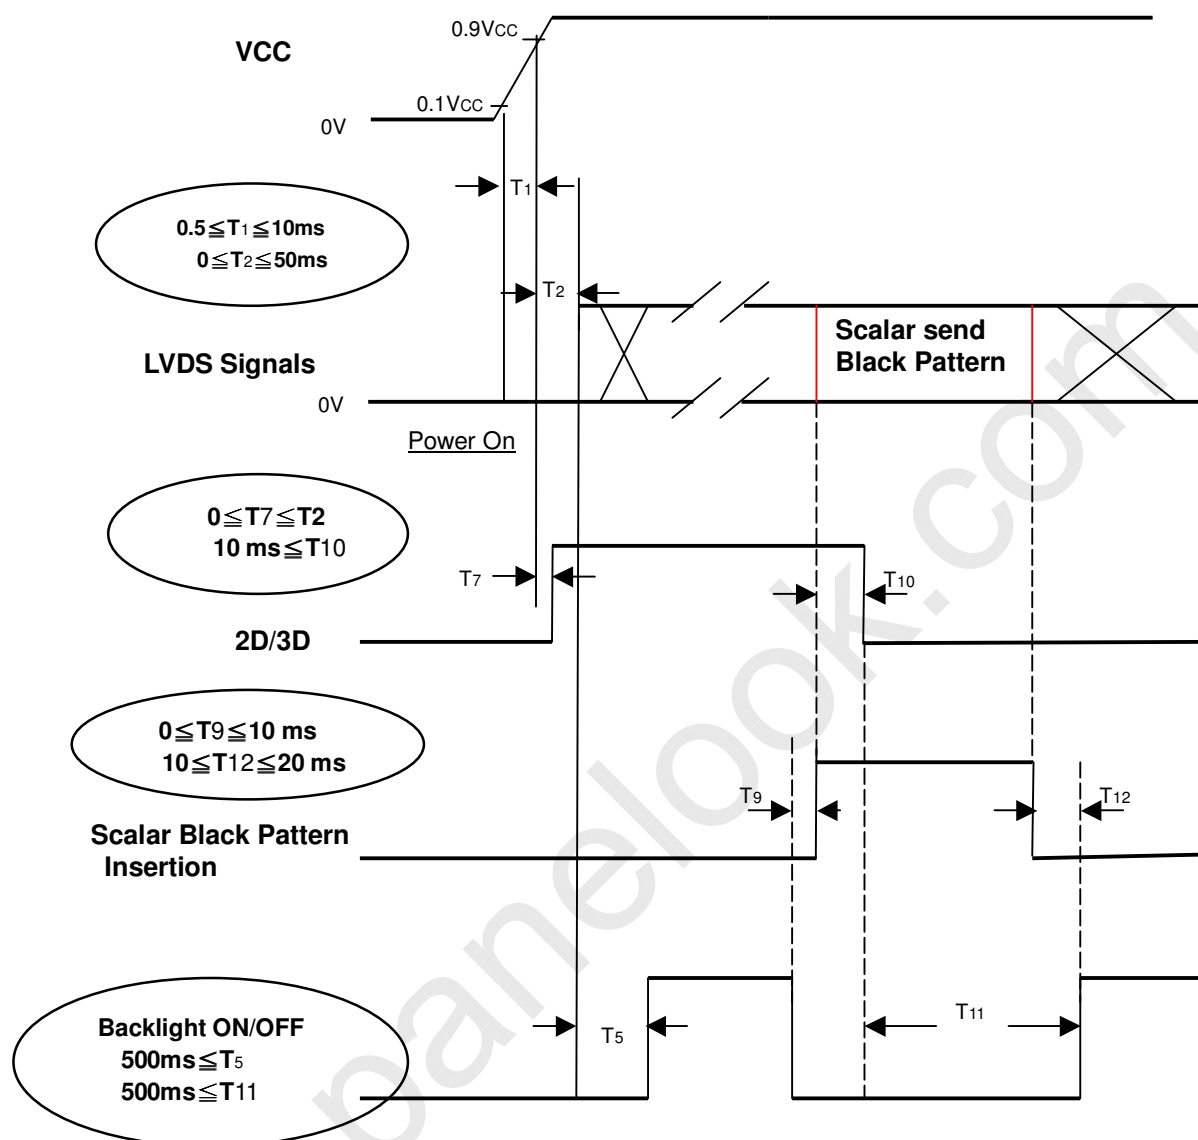 0.9VCC
VCC
0.1VCC
0V
T1
0.5≦T1≦10ms
0≦T2≦50ms
T2
Scalar send
Black Pattern
LVDS Signals
0V
Power On
0≦T7≦T2
10 ms≦T10
T7
T10
2D/3D
0≦T9≦10 ms
10≦T12≦20 ms
T9
T12
Scalar Black Pattern
Insertion
Backlight ON/OFF
500ms≦T5
500ms≦T11
T5
T11
panelook.com